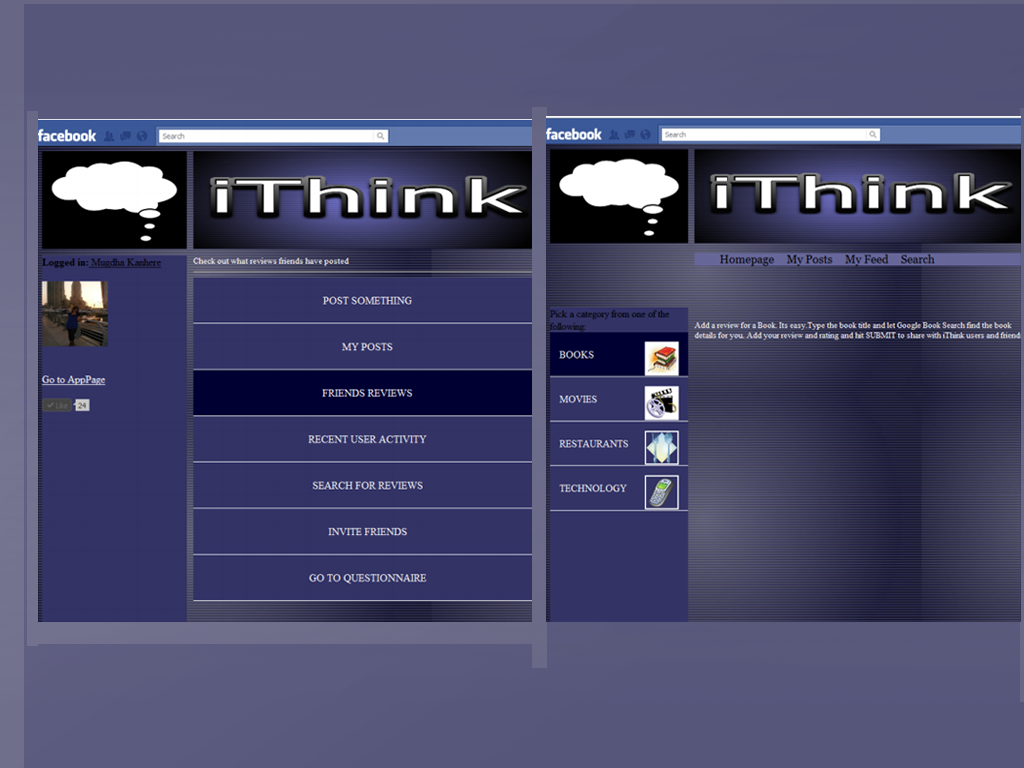 facebook Search
iThink
Logged in: Mugdha Kanhere
Go to AppPage
Like 24
Check out what reviews friends have posted
POST SOMETHING
MY POSTS
FRIENDS REVIEWS
RECENT USER ACTIVITY
SEARCH FOR REVIEWS
INVITE FRIENDS
GO TO QUESTIONNAIRE
facebook Search
iThink
Homepage My Posts My Feed Search
Pick a category from one of the
following:
BOOKS
MOVIES
RESTAURANTS
TECHNOLOGY
Add a review for a Book. Its easy.Type the book title and let Google Book Search find the book
details for you. Add your review and rating and hit SUBMIT to share with iThink users and friend